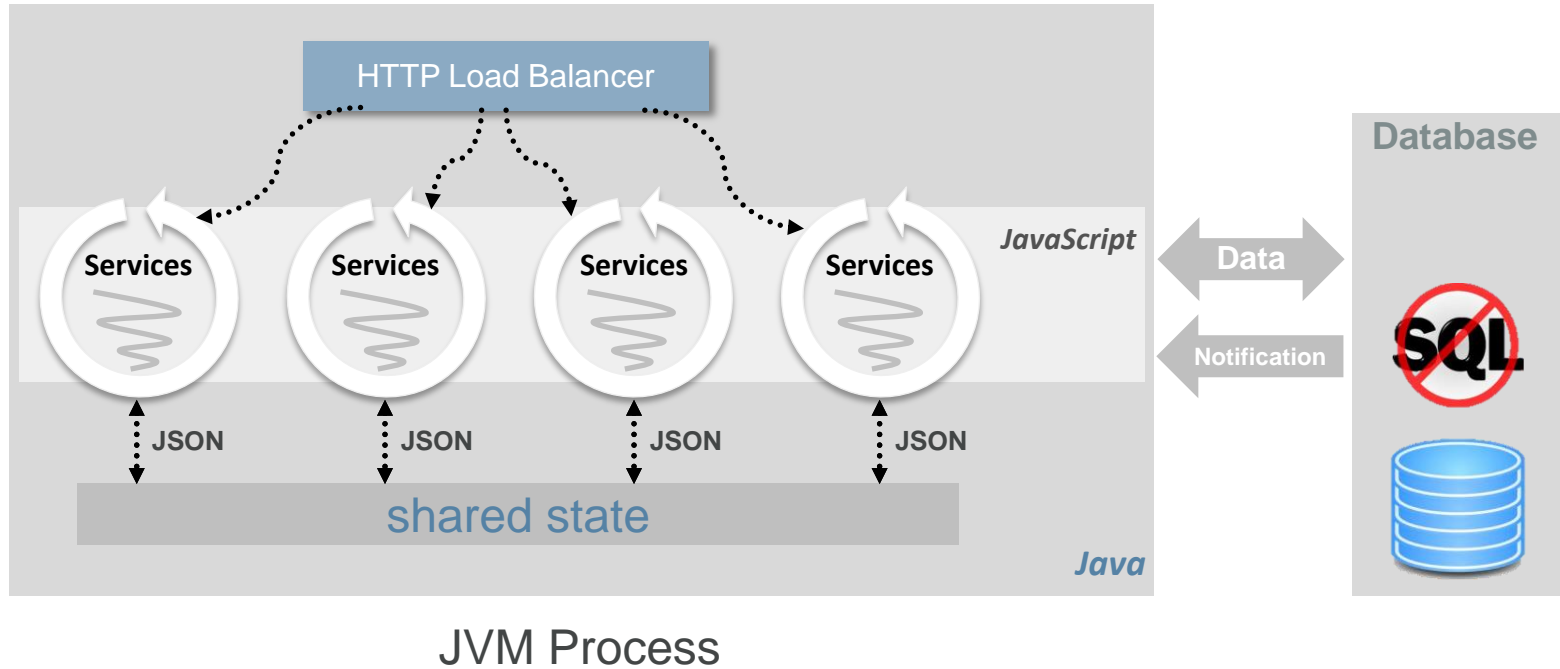 HTTP Load Balancer
Database
JavaScript
Services
Services
Services
Services
Data
Notification
SQL
JSON
JSON
JSON
JSON
shared state
Java
JVM Process